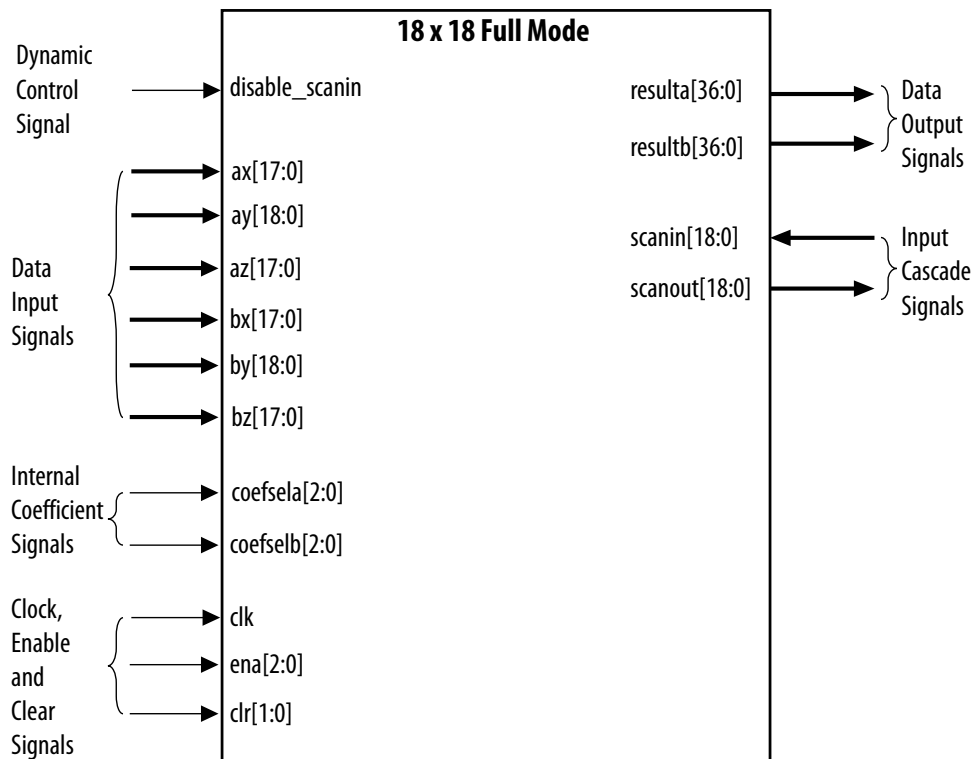 18 x 18 Full Mode
Dynamic
Control
Signal
disable_scanin
Data
Input
Signals
ax[17:0]
ay[18:0]
az[17:0]
bx[17:0]
by[18:0]
bz[17:0]
Internal
Coefficient
Signals
coefsela[2:0]
coefselb[2:0]
Clock,
Enable
and
Clear
Signals
clk
ena[2:0]
clr[1:0]
resulta[36:0]
resultb[36:0]
Data
Output
Signals
scanin[18:0]
scanout[18:0]
Input
Cascade
Signals